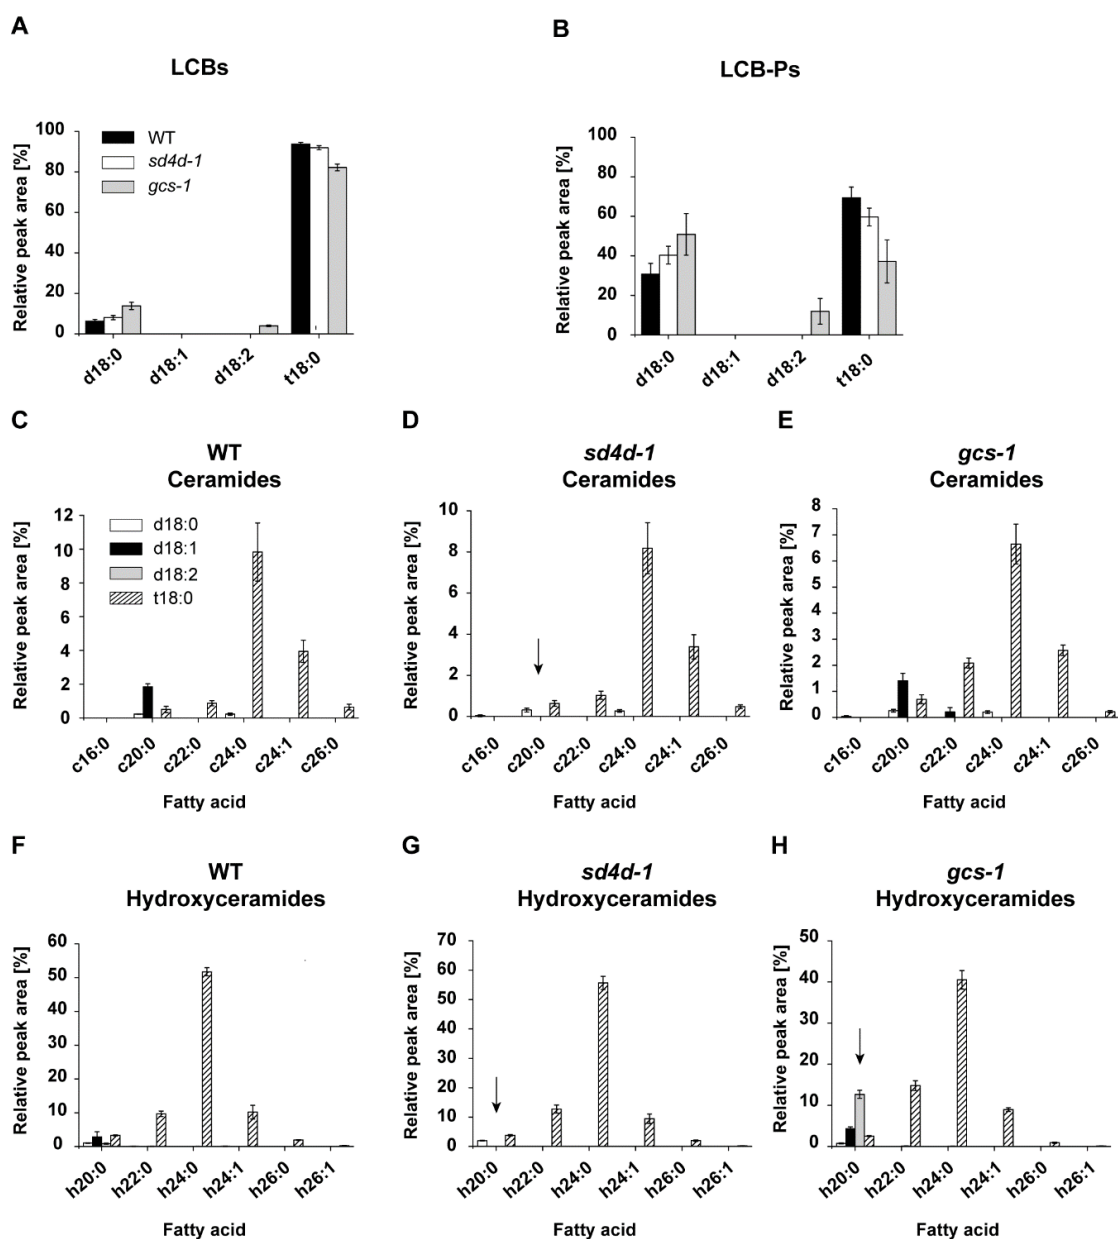 A
LCBs
Relative peak area [%]
100
80
60
40
20
0
WT
sd4d-1
gcs-1
d18:0
d18:1
d18:2
t18:0
B
LCB-Ps
Relative peak area [%]
100
80
60
40
20
0
d18:0
d18:1
d18:2
t18:0
C
WT
Ceramides
Relative peak area [%]
12
10
8
6
4
2
0
d18:0
d18:1
d18:2
t18:0
c16:0
c20:0
c22:0
c24:0
c24:1
c26:0
Fatty acid
D
sd4d-1
Ceramides
Relative peak area [%]
10
8
6
4
2
0
c16:0
c20:0
c22:0
c24:0
c24:1
c26:0
Fatty acid
E
gcs-1
Ceramides
Relative peak area [%]
8
7
6
5
4
3
2
1
0
c16:0
c20:0
c22:0
c24:0
c24:1
c26:0
Fatty acid
F
WT
Hydroxyceramides
Relative peak area [%]
60
50
40
30
20
10
0
h20:0
h22:0
h24:0
h24:1
h26:0
h26:1
Fatty acid
G
sd4d-1
Hydroxyceramides
Relative peak area [%]
70
60
50
40
30
20
10
0
h20:0
h22:0
h24:0
h24:1
h26:0
h26:1
Fatty acid
H
gcs-1
Hydroxyceramides
Relative peak area [%]
50
40
30
20
10
0
h20:0
h22:0
h24:0
h24:1
h26:0
h26:1
Fatty acid